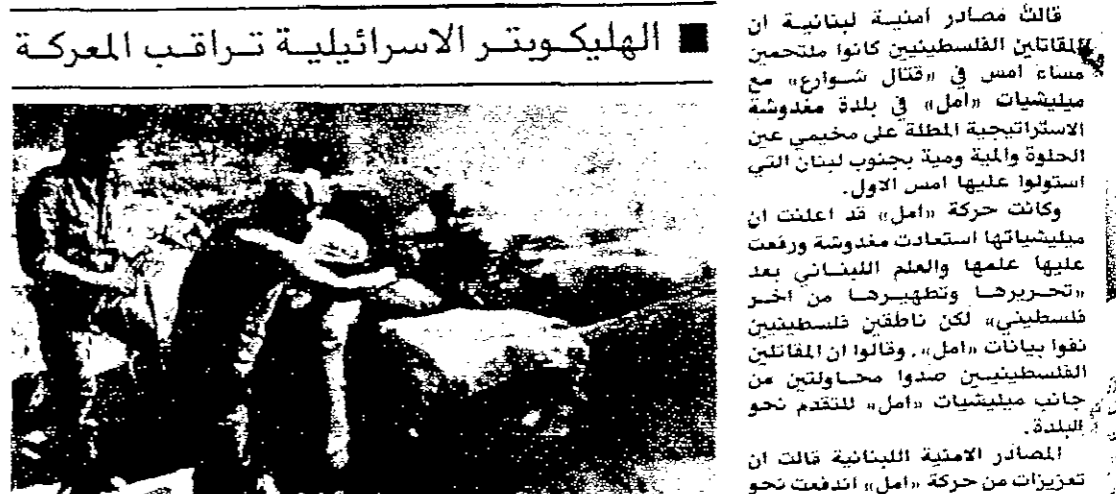 ■ الهليكوبتر الاسرائيلية تراقب المعركة
قالت مصادر امنية لبنانية ان
المقاتلين الفلسطينيين كانوا ملتحمين
مساء امس في «قتال شوارع» مع
ميليشيات «امل» في بلدة مغدوشة
الاستراتيجية المطلة على مخيمي عين
الحلوة والمية ومية بجنوب لبنان التي
استولوا عليها امس الاول.
وكانت حركة «امل» قد اعلنت ان
ميليشياتها استعادت مغدوشة ورفعت
عليها علمها والعلم اللبناني بعد
«تحريرها وتطهيرها من اخر
فلسطيني» لكن ناطقين فلسطينيين
نفوا بيانات «امل». وقالوا ان المقاتلين
الفلسطينيين صدوا محاولتين من
جانب ميليشيات «امل» للتقدم نحو
البلدة.
المصادر الامنية اللبنانية قالت ان
تعزيزات من حركة «امل» اندفعت نحو